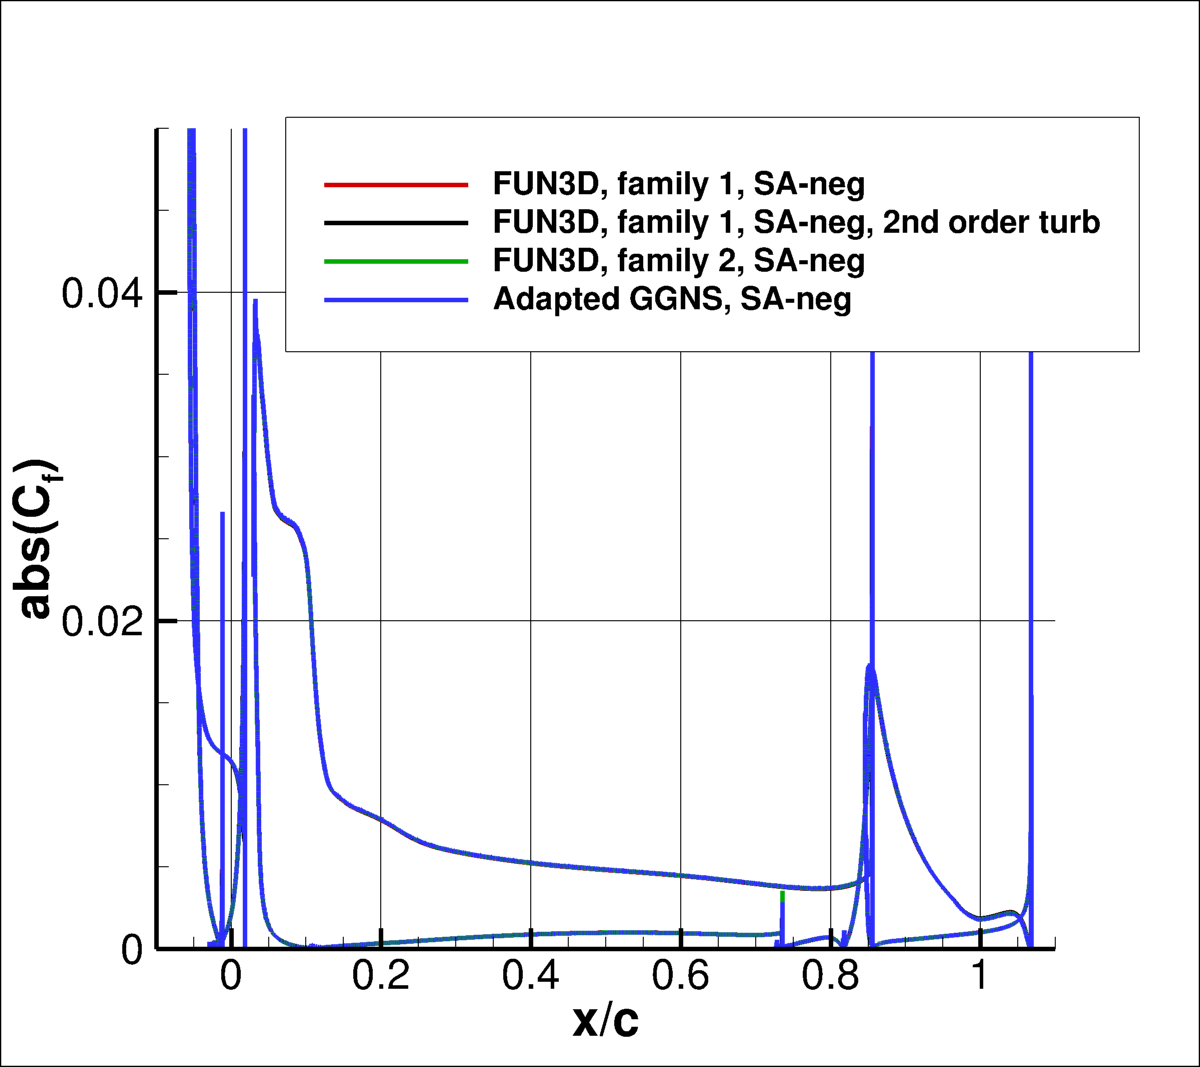 FUN3D, family 1, SA-neg
FUN3D, family 1, SA-neg, 2nd order turb
FUN3D, family 2, SA-neg
Adapted GGNS, SA-neg
0.04
0.02
0
abs(Cf)
0 0.2 0.4 0.6 0.8 1
x/c